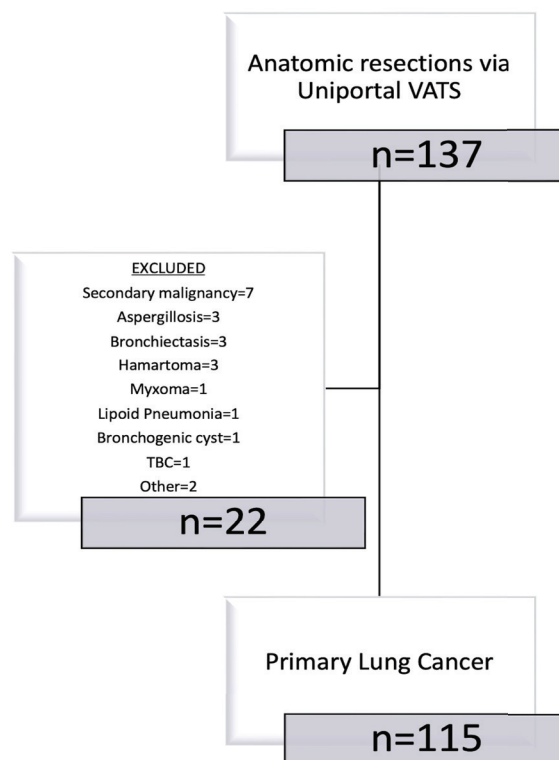 Anatomic resections via
Uniportal VATS
n=137
EXCLUDED
Secondary malignancy=7
Aspergillosis=3
Bronchiectasis=3
Hamartoma=3
Myxoma=1
Lipoid Pneumonia=1
Bronchogenic cyst=1
TBC=1
Other=2
n=22
Primary Lung Cancer
n=115